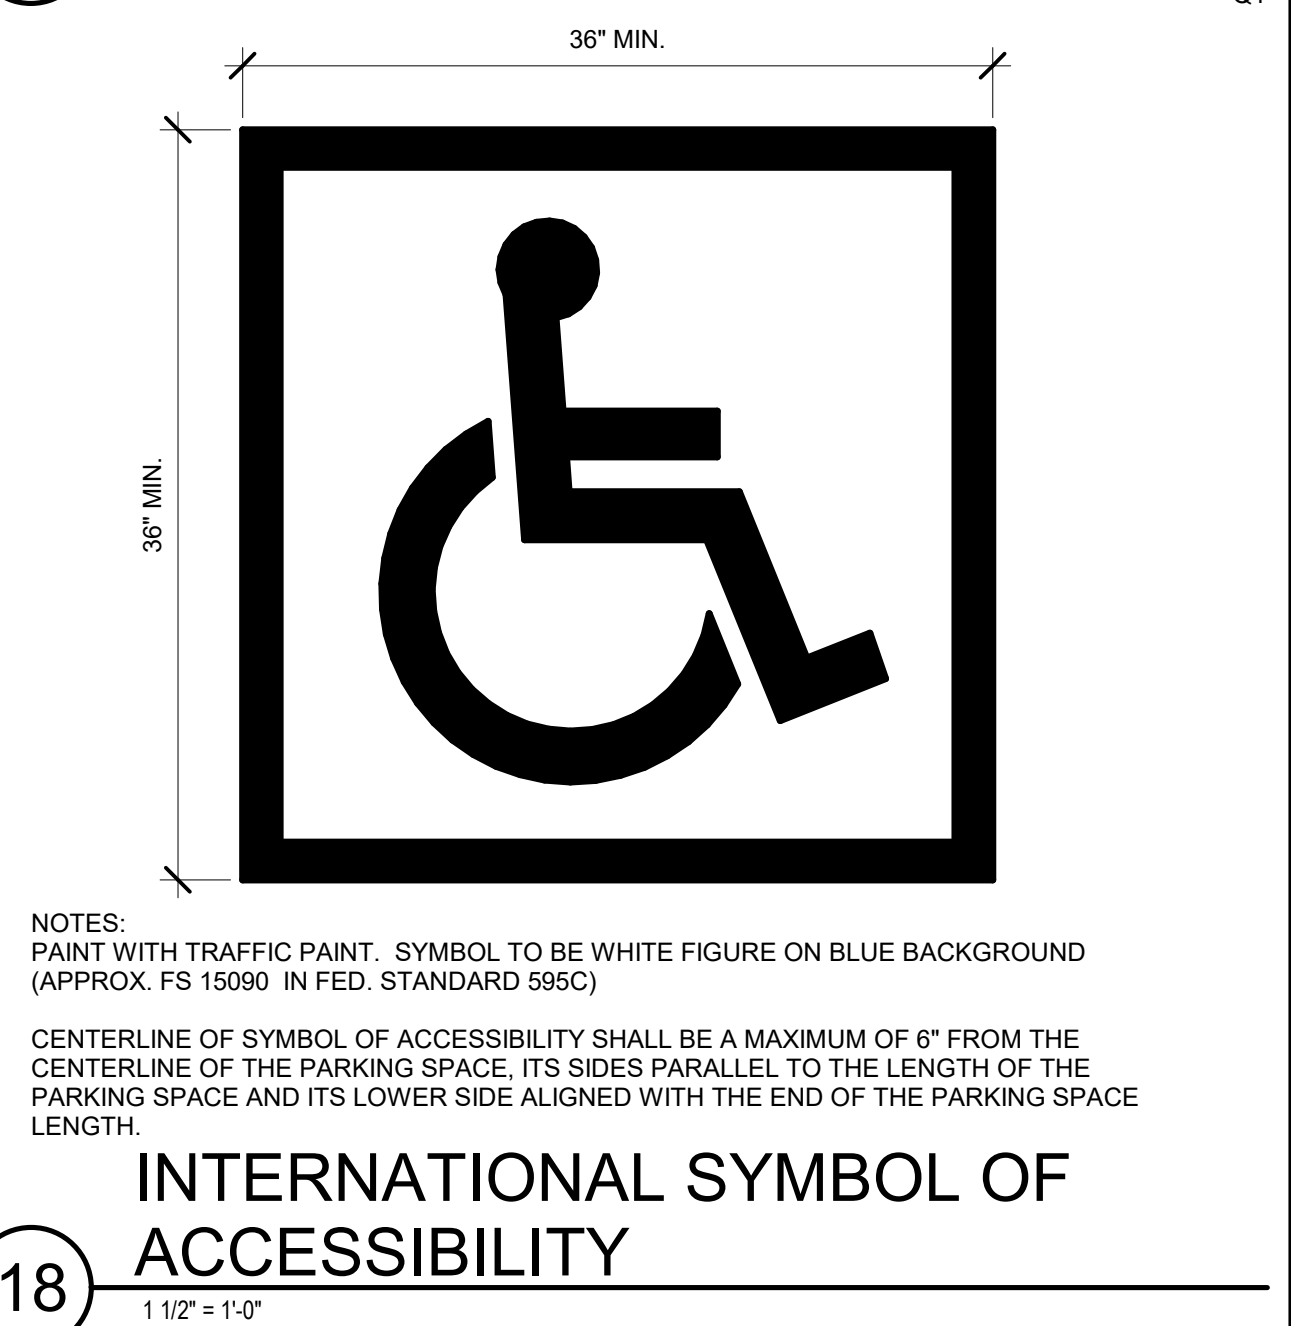 36" MIN.
36" MIN.
NOTES:
PAINT WITH TRAFFIC PAINT.  SYMBOL TO BE WHITE FIGURE ON BLUE BACKGROUND
(APPROX. FS 15090  IN FED. STANDARD 595C)
CENTERLINE OF SYMBOL OF ACCESSIBILITY SHALL BE A MAXIMUM OF 6" FROM THE
CENTERLINE OF THE PARKING SPACE, ITS SIDES PARALLEL TO THE LENGTH OF THE
PARKING SPACE AND ITS LOWER SIDE ALIGNED WITH THE END OF THE PARKING SPACE
LENGTH.
INTERNATIONAL SYMBOL OF
ACCESSIBILITY
18
1 1/2" = 1'-0"